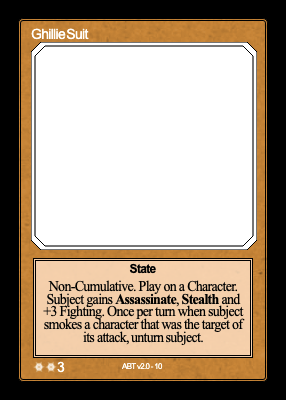 Ghillie Suit
State
Non-Cumulative. Play on a Character.
Subject gains Assassinate, Stealth and
+3 Fighting. Once per turn when subject
smokes a character that was the target of
its attack, unturn subject.
3
ABT v2.0 - 10